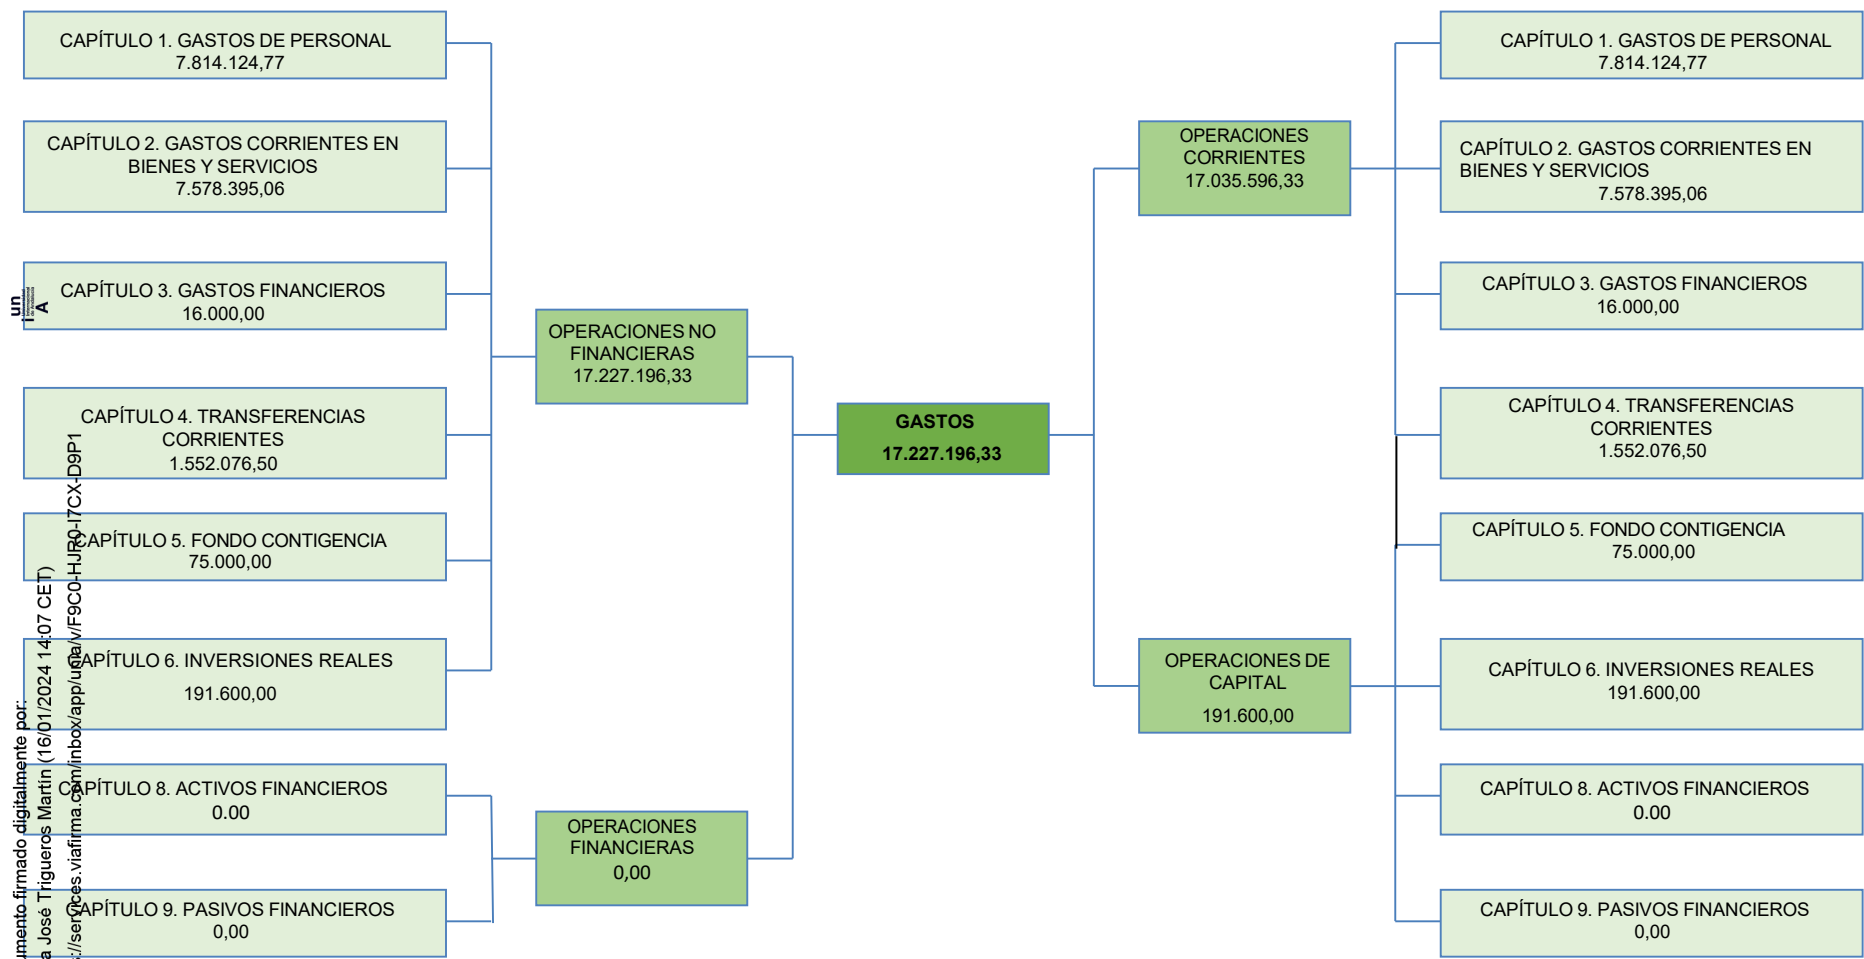 CAPÍTULO 1. GASTOS DE PERSONAL
7.814.124,77
CAPÍTULO 2. GASTOS CORRIENTES EN
BIENES Y SERVICIOS
7.578.395,06
CAPÍTULO 3. GASTOS FINANCIEROS
16.000,00
CAPÍTULO 4. TRANSFERENCIAS
CORRIENTES
1.552.076,50
CAPÍTULO 5. FONDO CONTIGENCIA
75.000,00
CAPÍTULO 6. INVERSIONES REALES
191.600,00
CAPÍTULO 8. ACTIVOS FINANCIEROS
0.00
CAPÍTULO 9. PASIVOS FINANCIEROS
0,00
OPERACIONES NO
FINANCIERAS
17.227.196,33
OPERACIONES
FINANCIERAS
0,00
GASTOS
17.227.196,33
OPERACIONES
CORRIENTES
17.035.596,33
OPERACIONES DE
CAPITAL
191.600,00
CAPÍTULO 1. GASTOS DE PERSONAL
7.814.124,77
CAPÍTULO 2. GASTOS CORRIENTES EN
BIENES Y SERVICIOS
7.578.395,06
CAPÍTULO 3. GASTOS FINANCIEROS
16.000,00
CAPÍTULO 4. TRANSFERENCIAS
CORRIENTES
1.552.076,50
CAPÍTULO 5. FONDO CONTIGENCIA
75.000,00
CAPÍTULO 6. INVERSIONES REALES
191.600,00
CAPÍTULO 8. ACTIVOS FINANCIEROS
0.00
CAPÍTULO 9. PASIVOS FINANCIEROS
0,00
un
i
A
umento firmado digitalmente por:
a José Trigueros Martín (16/01/2024 14:07 CET)
s://services.viafirma.com/inbox/app/unia/v/F9C0-HJR0-I7CX-D9P1